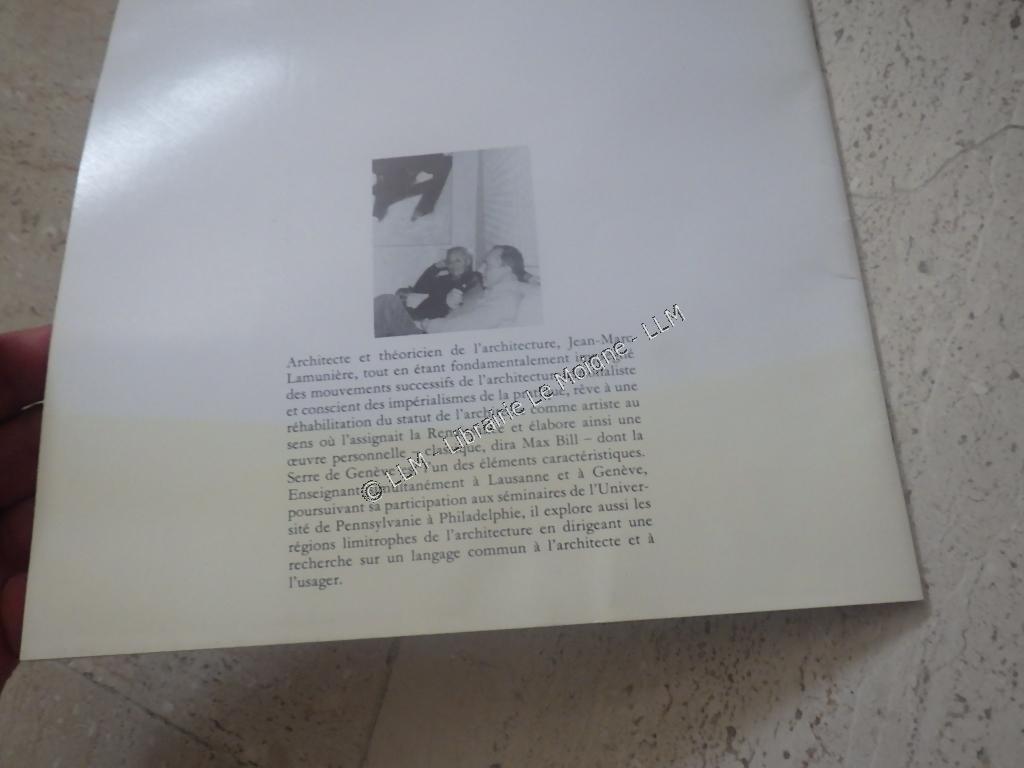 Architecte et théoricien de l'architecture, Jean-Marc
Lamunière, tout en étant fondamentalement
des mouvements successifs de l'architecture
et conscient des impérialismes de la rêve à une
réhabilitation du statut de l'architecte comme artiste au
sens où l'assignait la Renaissance et élabore ainsi une
œuvre personnelle – classique, dira Max Bill – dont la
Serre de Genève est un des éléments caractéristiques.
Enseignant simultanément à Lausanne et à Genève,
poursuivant sa participation aux séminaires de l'Univer-
sité de Pennsylvanie à Philadelphie, il explore aussi les
régions limitrophes de l'architecture en dirigeant une
recherche sur un langage commun à l'architecte et à
l'usager.
© LLM - Librairie Le Moione - LLM